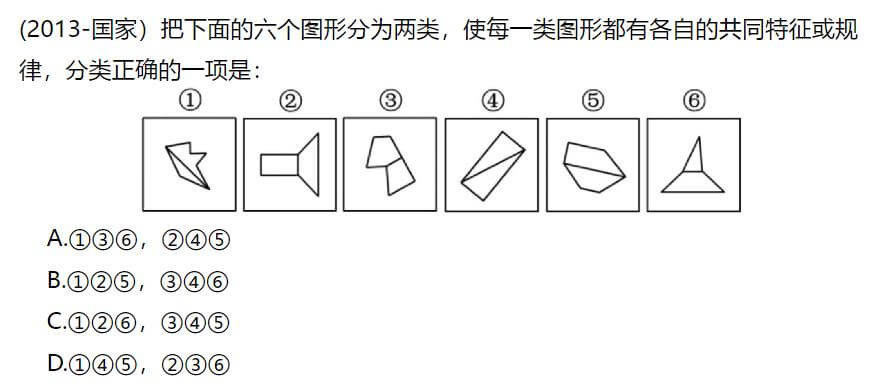 (2013-国家）把下面的六个图形分为两类，使每一类图形都有各自的共同特征或规
律，分类正确的一项是：
① ② ③ ④ ⑤ ⑥
A.①③⑥，②④⑤
B.①②⑤，③④⑥
C.①②⑥，③④⑤
D.①④⑤，②③⑥